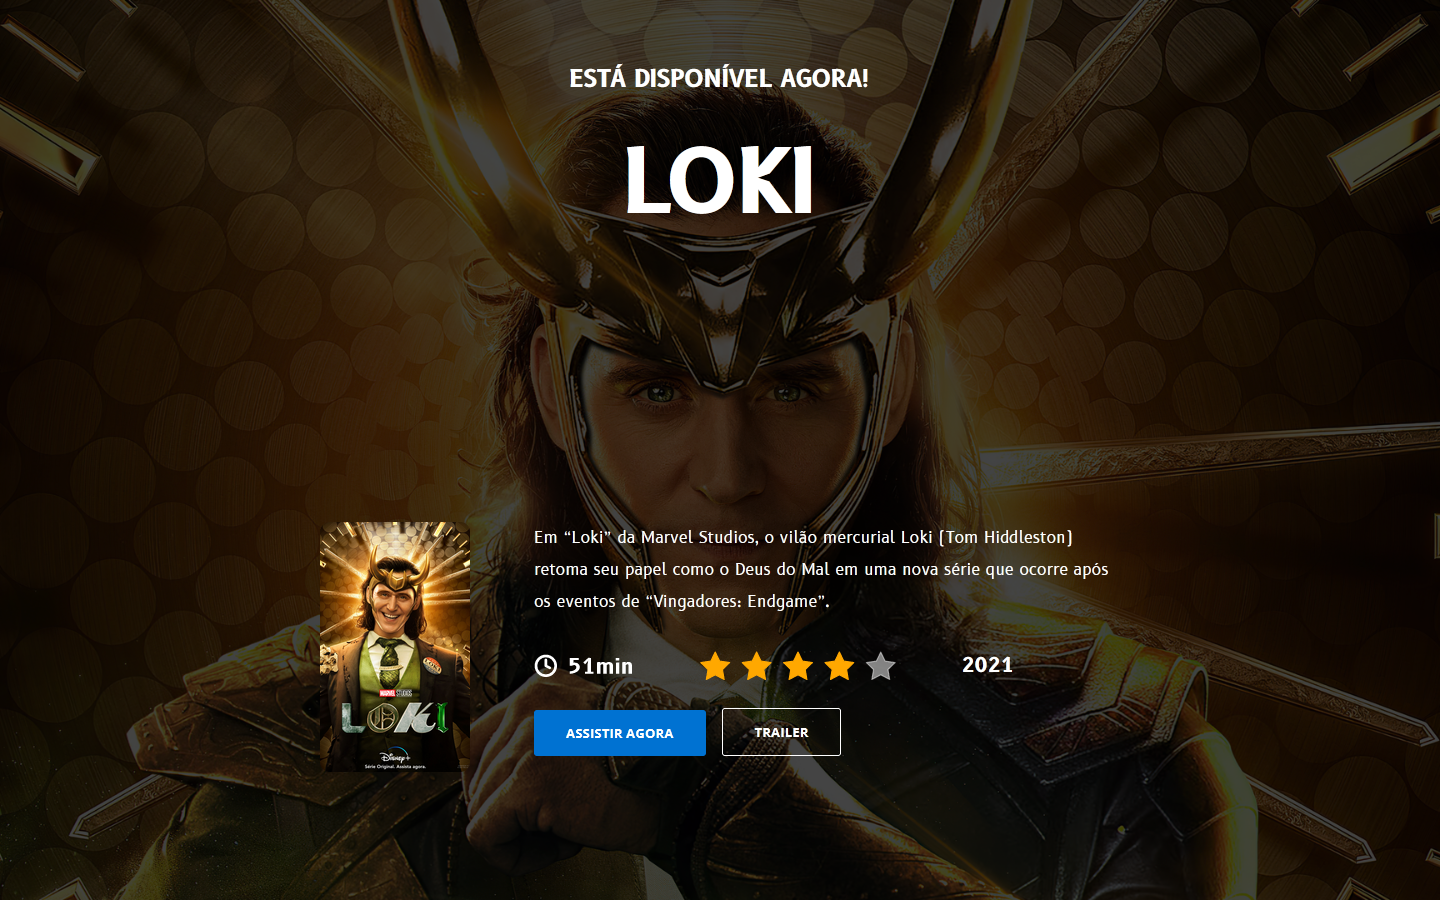 ESTÁ DISPONÍVEL AGORA!
LOKI
Em “Loki” da Marvel Studios, o vilão mercurial Loki (Tom Hiddleston)
retoma seu papel como o Deus do Mal em uma nova série que ocorre após
os eventos de “Vingadores: Endgame”.
51min
2021
ASSISTIR AGORA
TRAILER
MARVEL STUDIOS
LOKI
Disney+
Série Original. Assista agora.